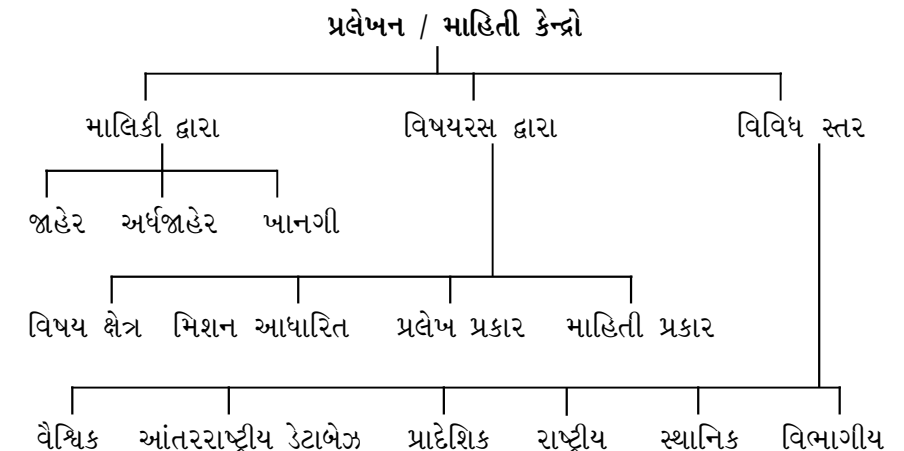 પ્રલેખન / માહિતી કેન્દ્રો
માલિકી દ્વારા વિષયરસ દ્વારા વિવિધ સ્તર
જાહેર અર્ધજાહેર ખાનગી
વિષય ક્ષેત્ર મિશન આધારિત પ્રલેખ પ્રકાર માહિતી પ્રકાર
વૈશ્વિક આંતરરાષ્ટ્રીય ડેટાબેઝ પ્રાદેશિક રાષ્ટ્રીય સ્થાનિક વિભાગીય